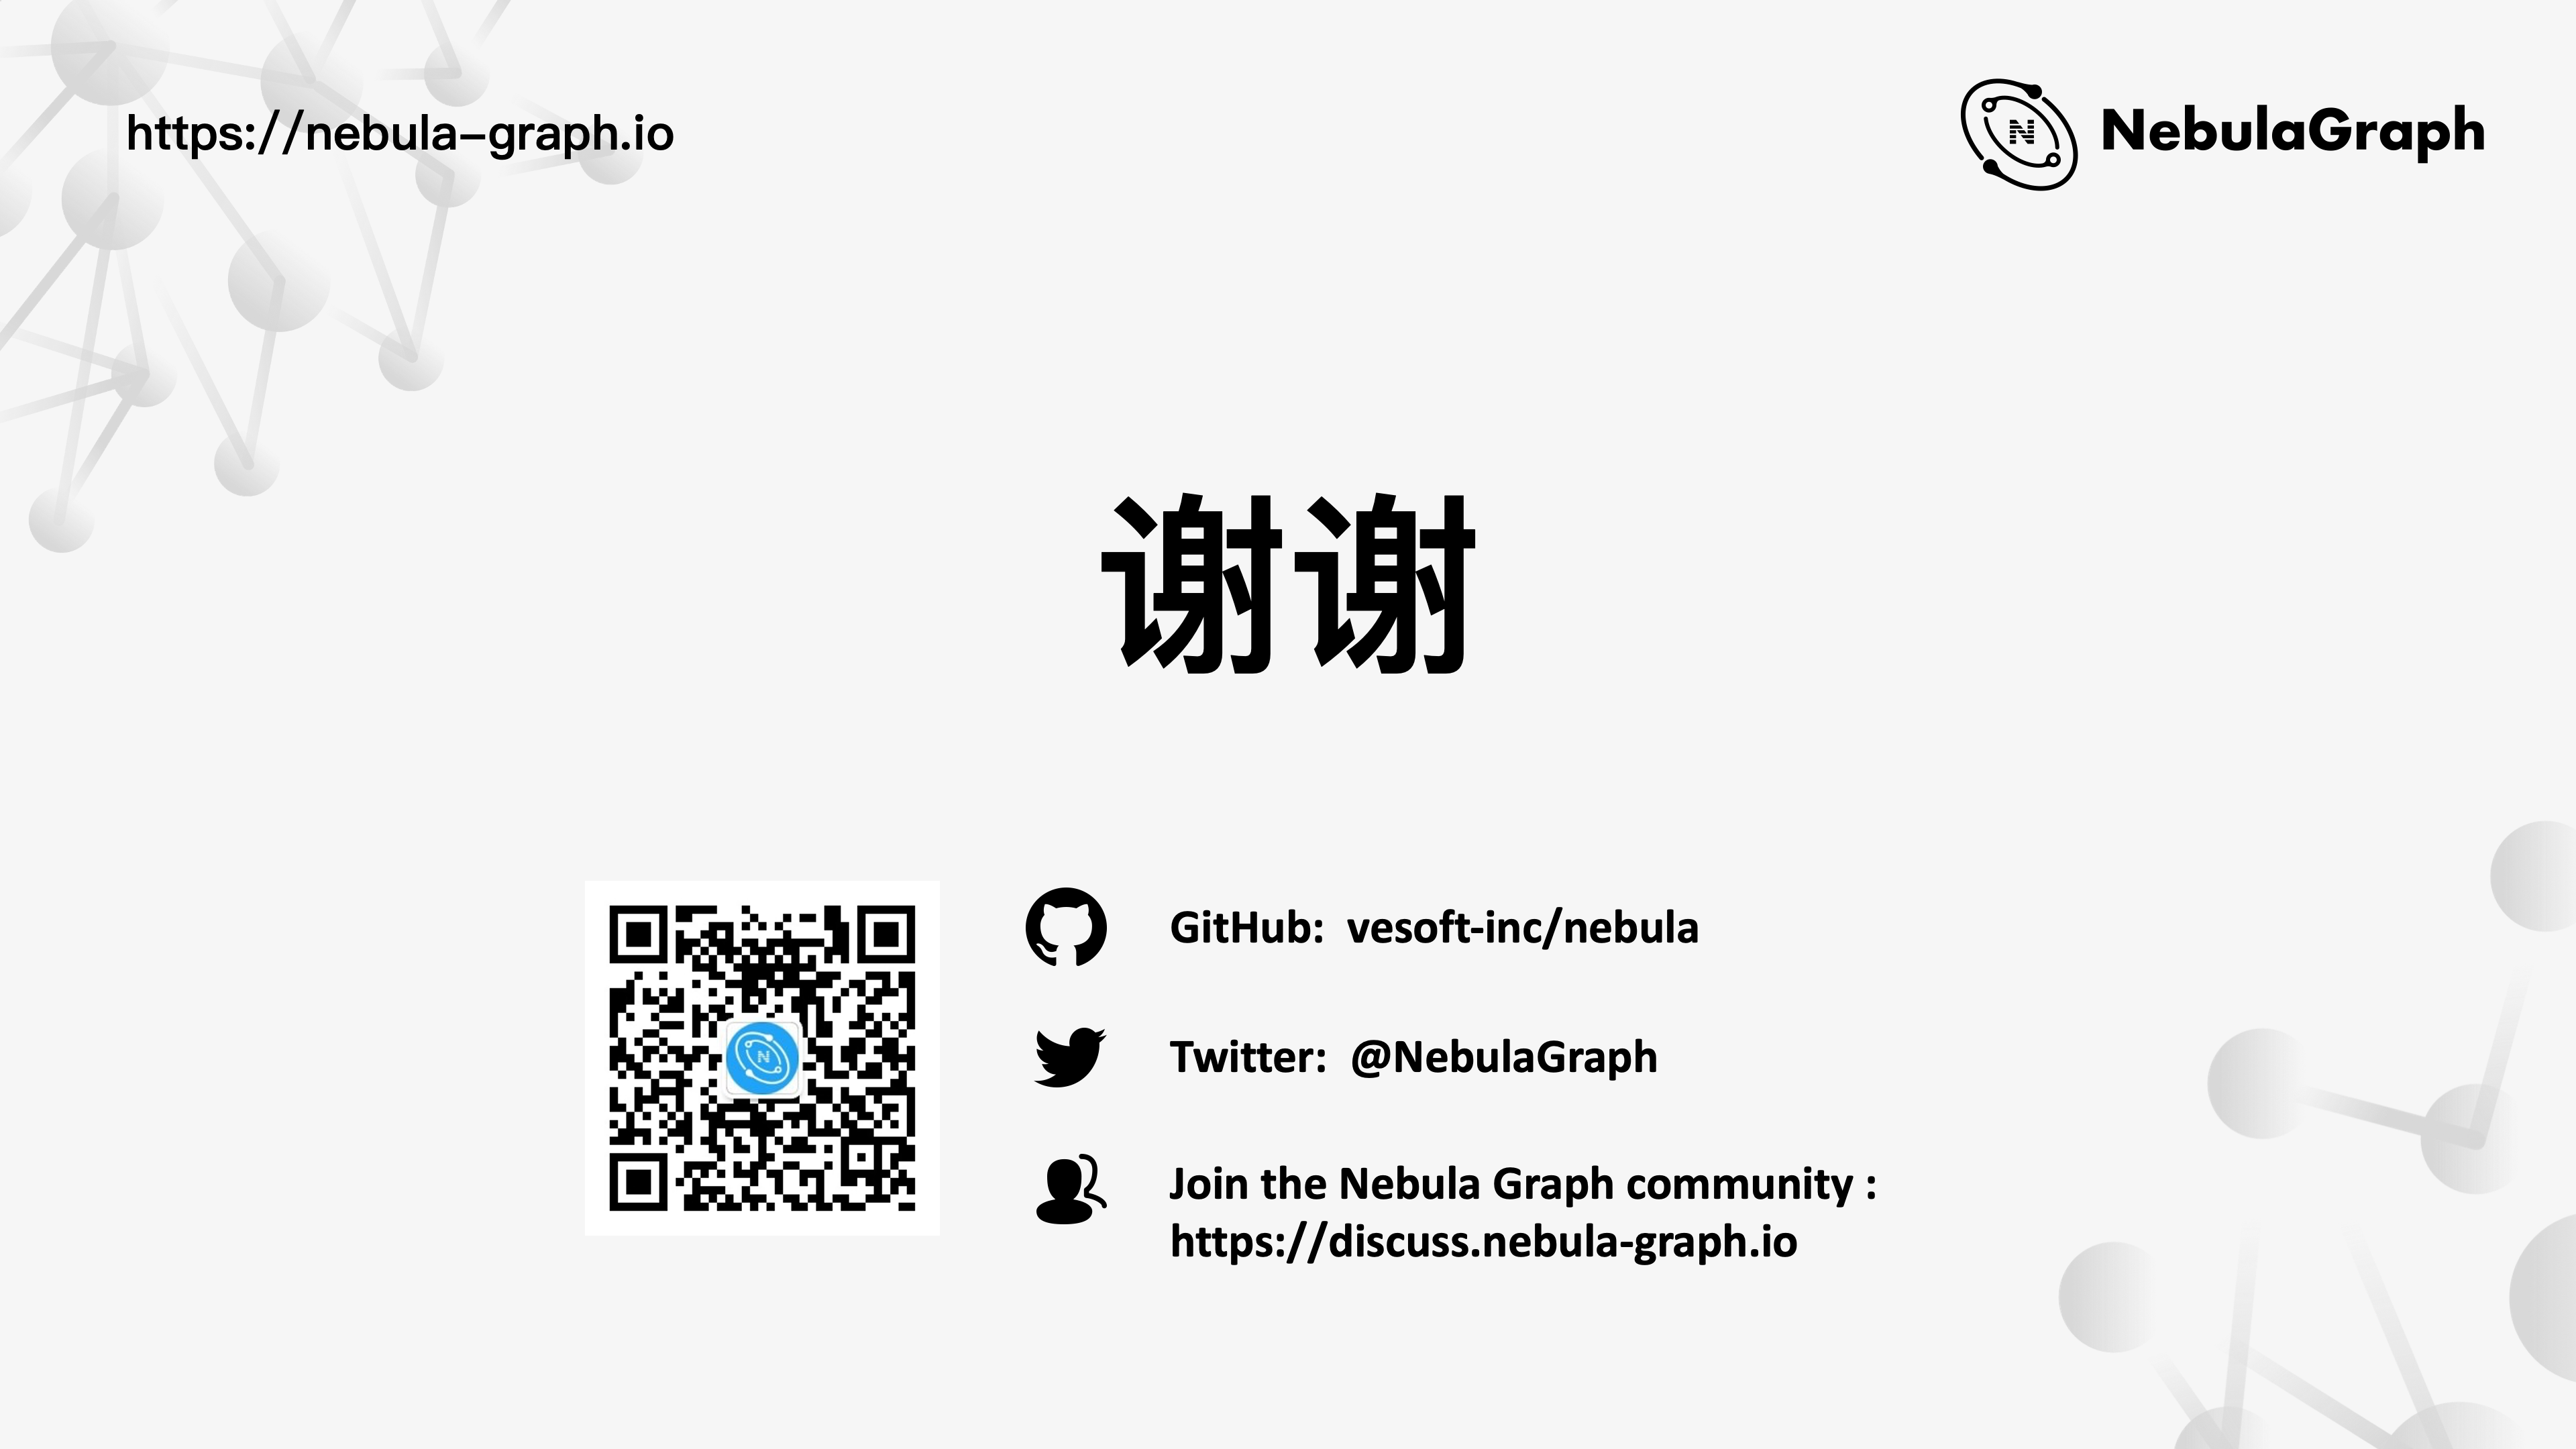 https://nebula-graph.io
NebulaGraph
谢谢
GitHub: vesoft-inc/nebula
Twitter: @NebulaGraph
Join the Nebula Graph community :
https://discuss.nebula-graph.io